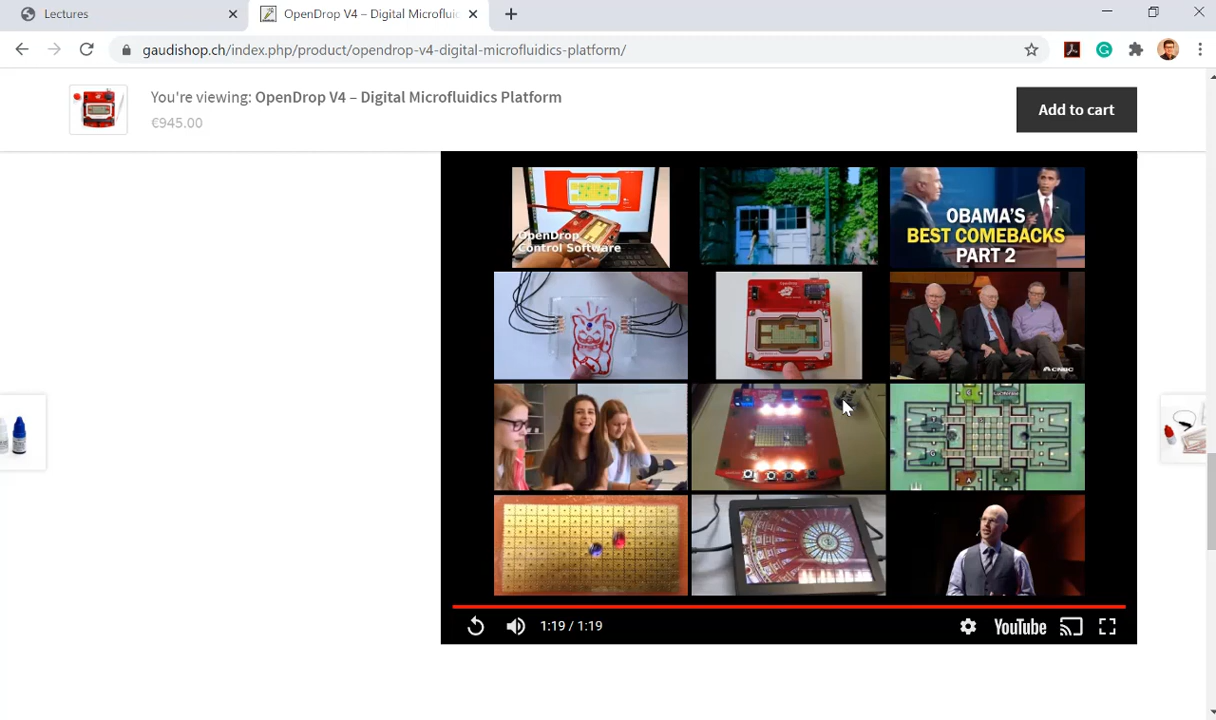 Lectures
OpenDrop V4 – Digital Microfluidic
gaudishop.ch/index.php/product/opendrop-v4-digital-microfluidics-platform/
You're viewing: OpenDrop V4 – Digital Microfluidics Platform
€945.00
Add to cart
OpenDrop
Control Software
OBAMA'S
BEST COMEBACKS
PART 2
CNBC
1:19 / 1:19
YouTube